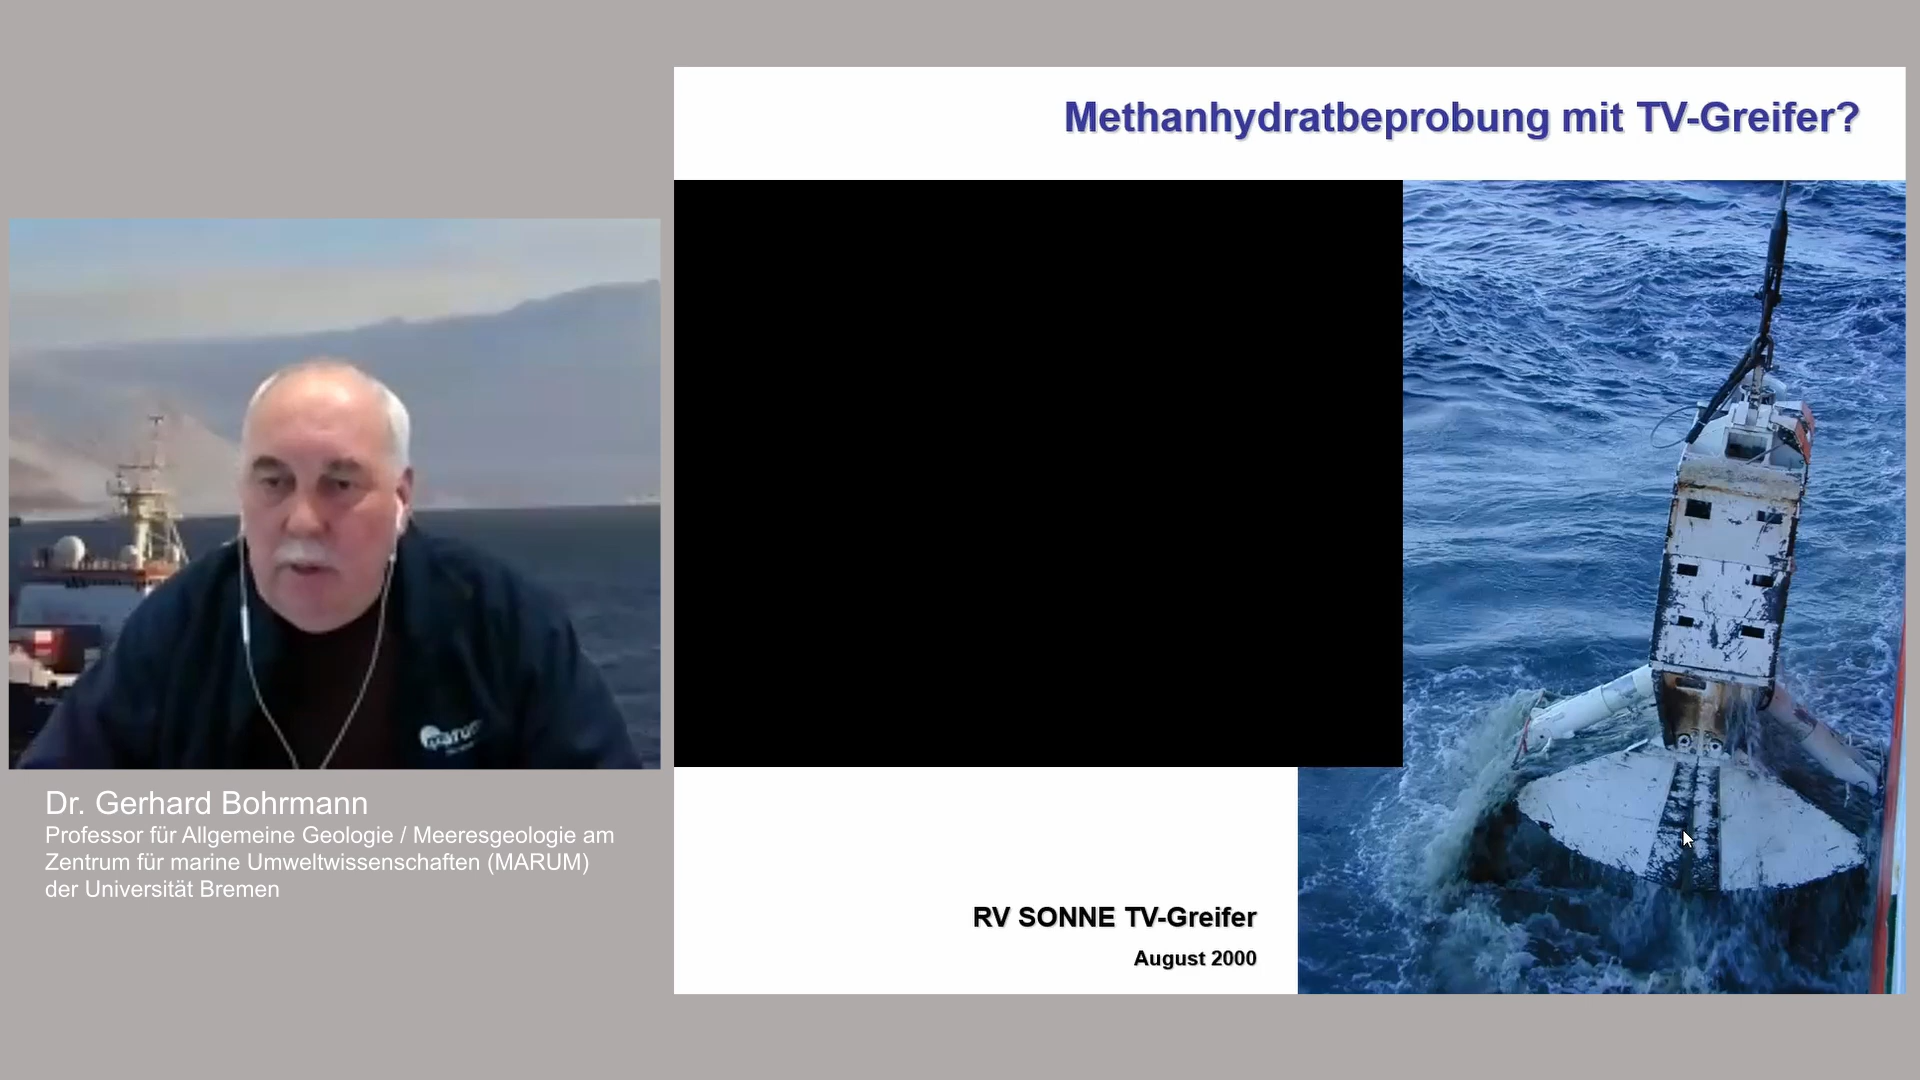 Methanhydratbeprobung mit TV-Greifer?
Dr. Gerhard Bohrmann
Professor für Allgemeine Geologie / Meeresgeologie am
Zentrum für marine Umweltwissenschaften (MARUM)
der Universität Bremen
RV SONNE TV-Greifer
August 2000